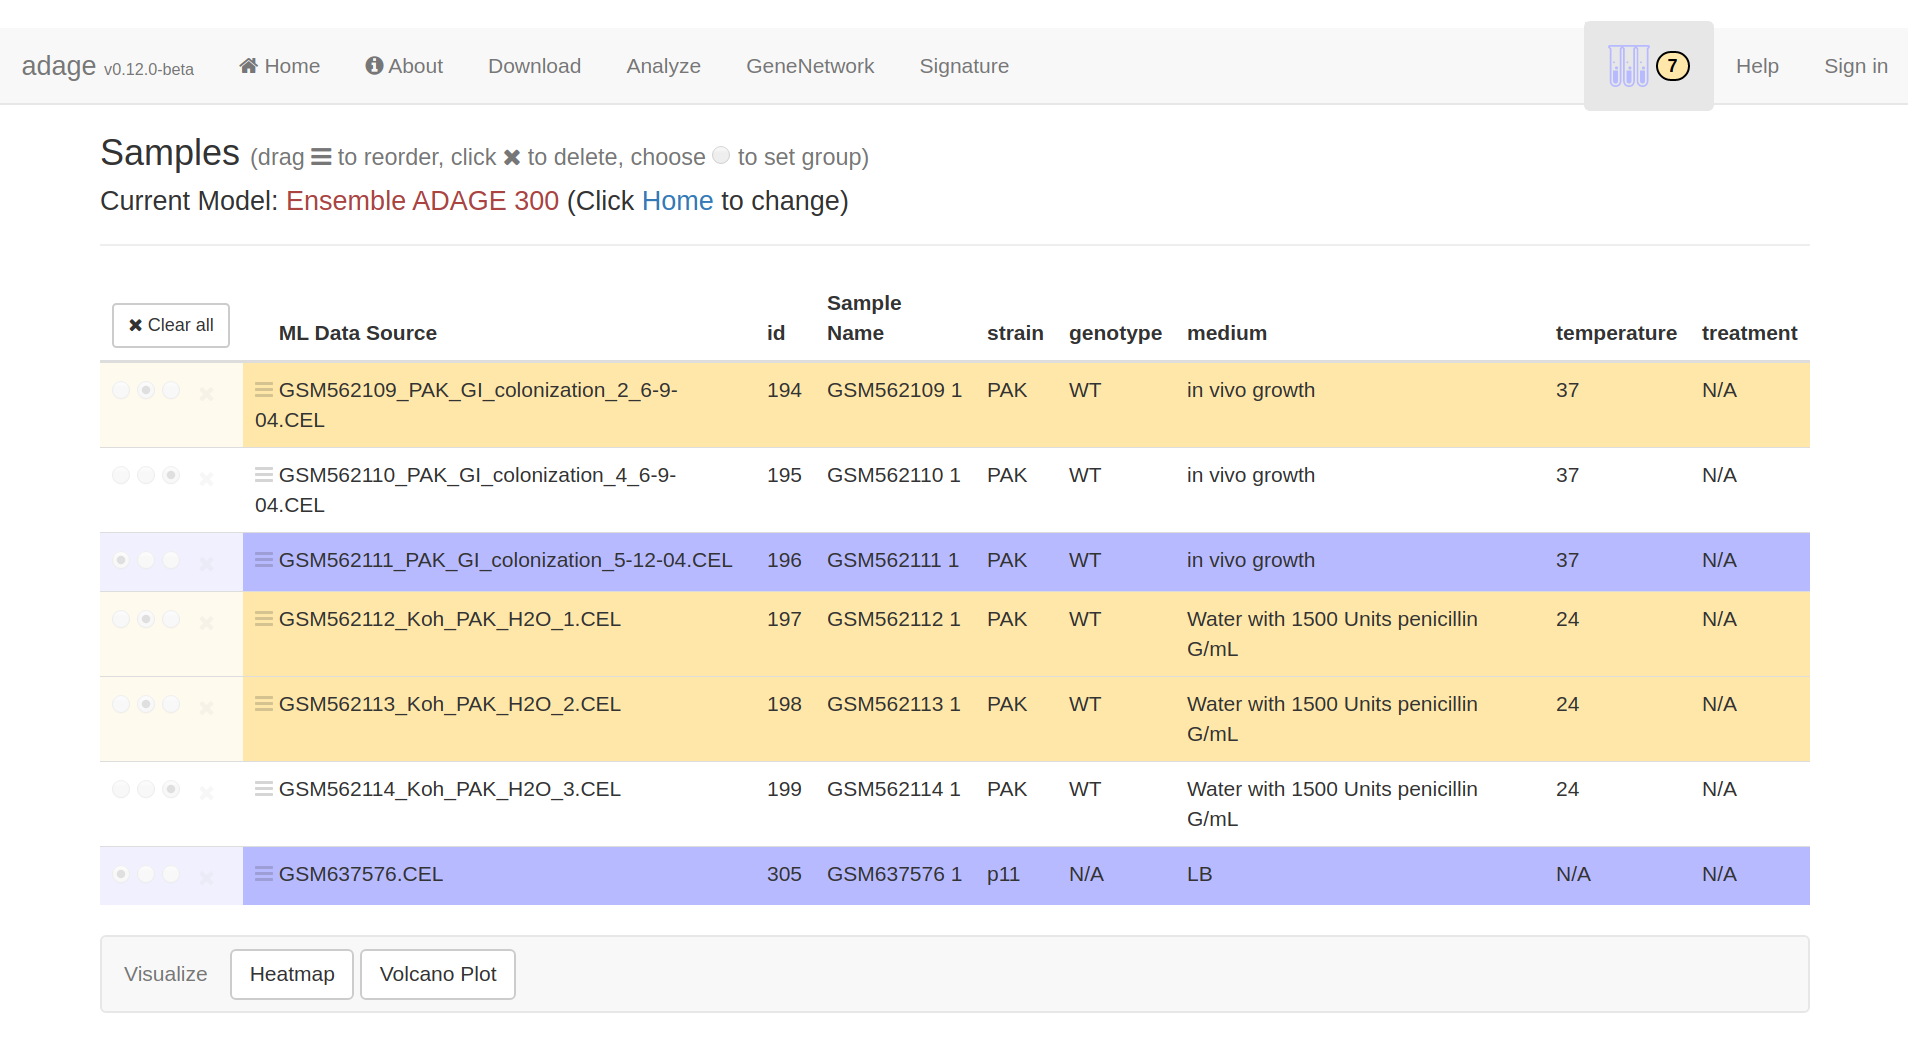 adage v0.12.0-beta Home About Download Analyze GeneNetwork Signature 7 Help Sign in
Samples (drag to reorder, click to delete, choose to set group)
Current Model: Ensemble ADAGE 300 (Click Home to change)
Clear all ML Data Source id Sample Name strain genotype medium temperature treatment
GSM562109_PAK_GI_colonization_2_6-9- 194 GSM562109 1 PAK WT in vivo growth 37 N/A
04.CEL
GSM562110_PAK_GI_colonization_4_6-9- 195 GSM562110 1 PAK WT in vivo growth 37 N/A
04.CEL
GSM562111_PAK_GI_colonization_5-12-04.CEL 196 GSM562111 1 PAK WT in vivo growth 37 N/A
GSM562112_Koh_PAK_H2O_1.CEL 197 GSM562112 1 PAK WT Water with 1500 Units penicillin 24 N/A
G/mL
GSM562113_Koh_PAK_H2O_2.CEL 198 GSM562113 1 PAK WT Water with 1500 Units penicillin 24 N/A
G/mL
GSM562114_Koh_PAK_H2O_3.CEL 199 GSM562114 1 PAK WT Water with 1500 Units penicillin 24 N/A
G/mL
GSM637576.CEL 305 GSM637576 1 p11 N/A LB N/A N/A
Visualize Heatmap Volcano Plot